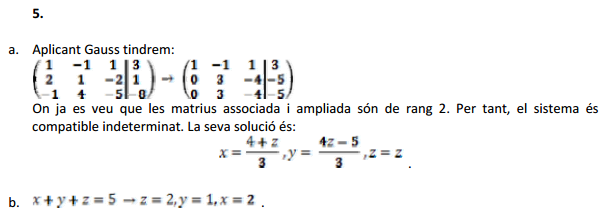 5.
a. Aplicant Gauss tindrem:
( 1 -1 1 | 3 ) ( 1 -1 1 | 3 )
( 2 1 -2 | 1 ) → ( 0 3 -4 | -5 )
( -1 4 -5 | -8 ) ( 0 3 -4 | -5 )
On ja es veu que les matrius associada i ampliada són de rang 2. Per tant, el sistema és
compatible indeterminat. La seva solució és:
x = (4 + z)/3 , y = (4z − 5)/3 , z = z .
b. x + y + z = 5 → z = 2, y = 1, x = 2 .